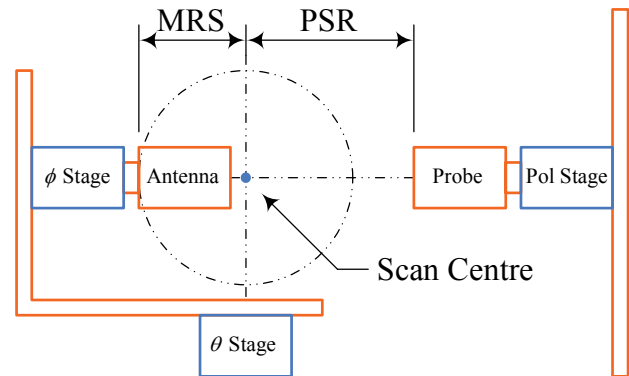 MRS PSR
ϕ Stage Antenna Probe Pol Stage
Scan Centre
θ Stage